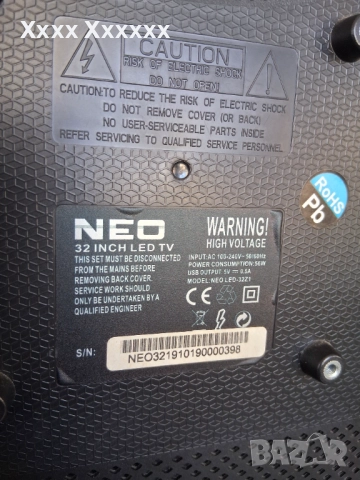 Xxxx Xxxxxx
CAUTION
RISK OF ELECTRIC SHOCK
DO NOT OPEN!
CAUTION:TO REDUCE THE RISK OF ELECTRIC SHOCK
DO NOT REMOVE COVER (OR BACK)
NO USER-SERVICEABLE PARTS INSIDE
REFER SERVICING TO QUALIFIED SERVICE PERSONNEL
RoHS
Pb
NEO
32 INCH LED TV
THIS SET MUST BE DISCONNECTED
FROM THE MAINS BEFORE
REMOVING BACK COVER.
SERVICE WORK SHOULD
ONLY BE UNDERTAKEN BY A
QUALIFIED ENGINEER
WARNING!
HIGH VOLTAGE
INPUT:AC 100-240V~ 50/60Hz
POWER CONSUMPTION:56W
USB OUTPUT 5V ⎓ 0.5A
MODEL:NEO LED-3221
CE
S/N:
NEO321910190000398
BAZAR.BG